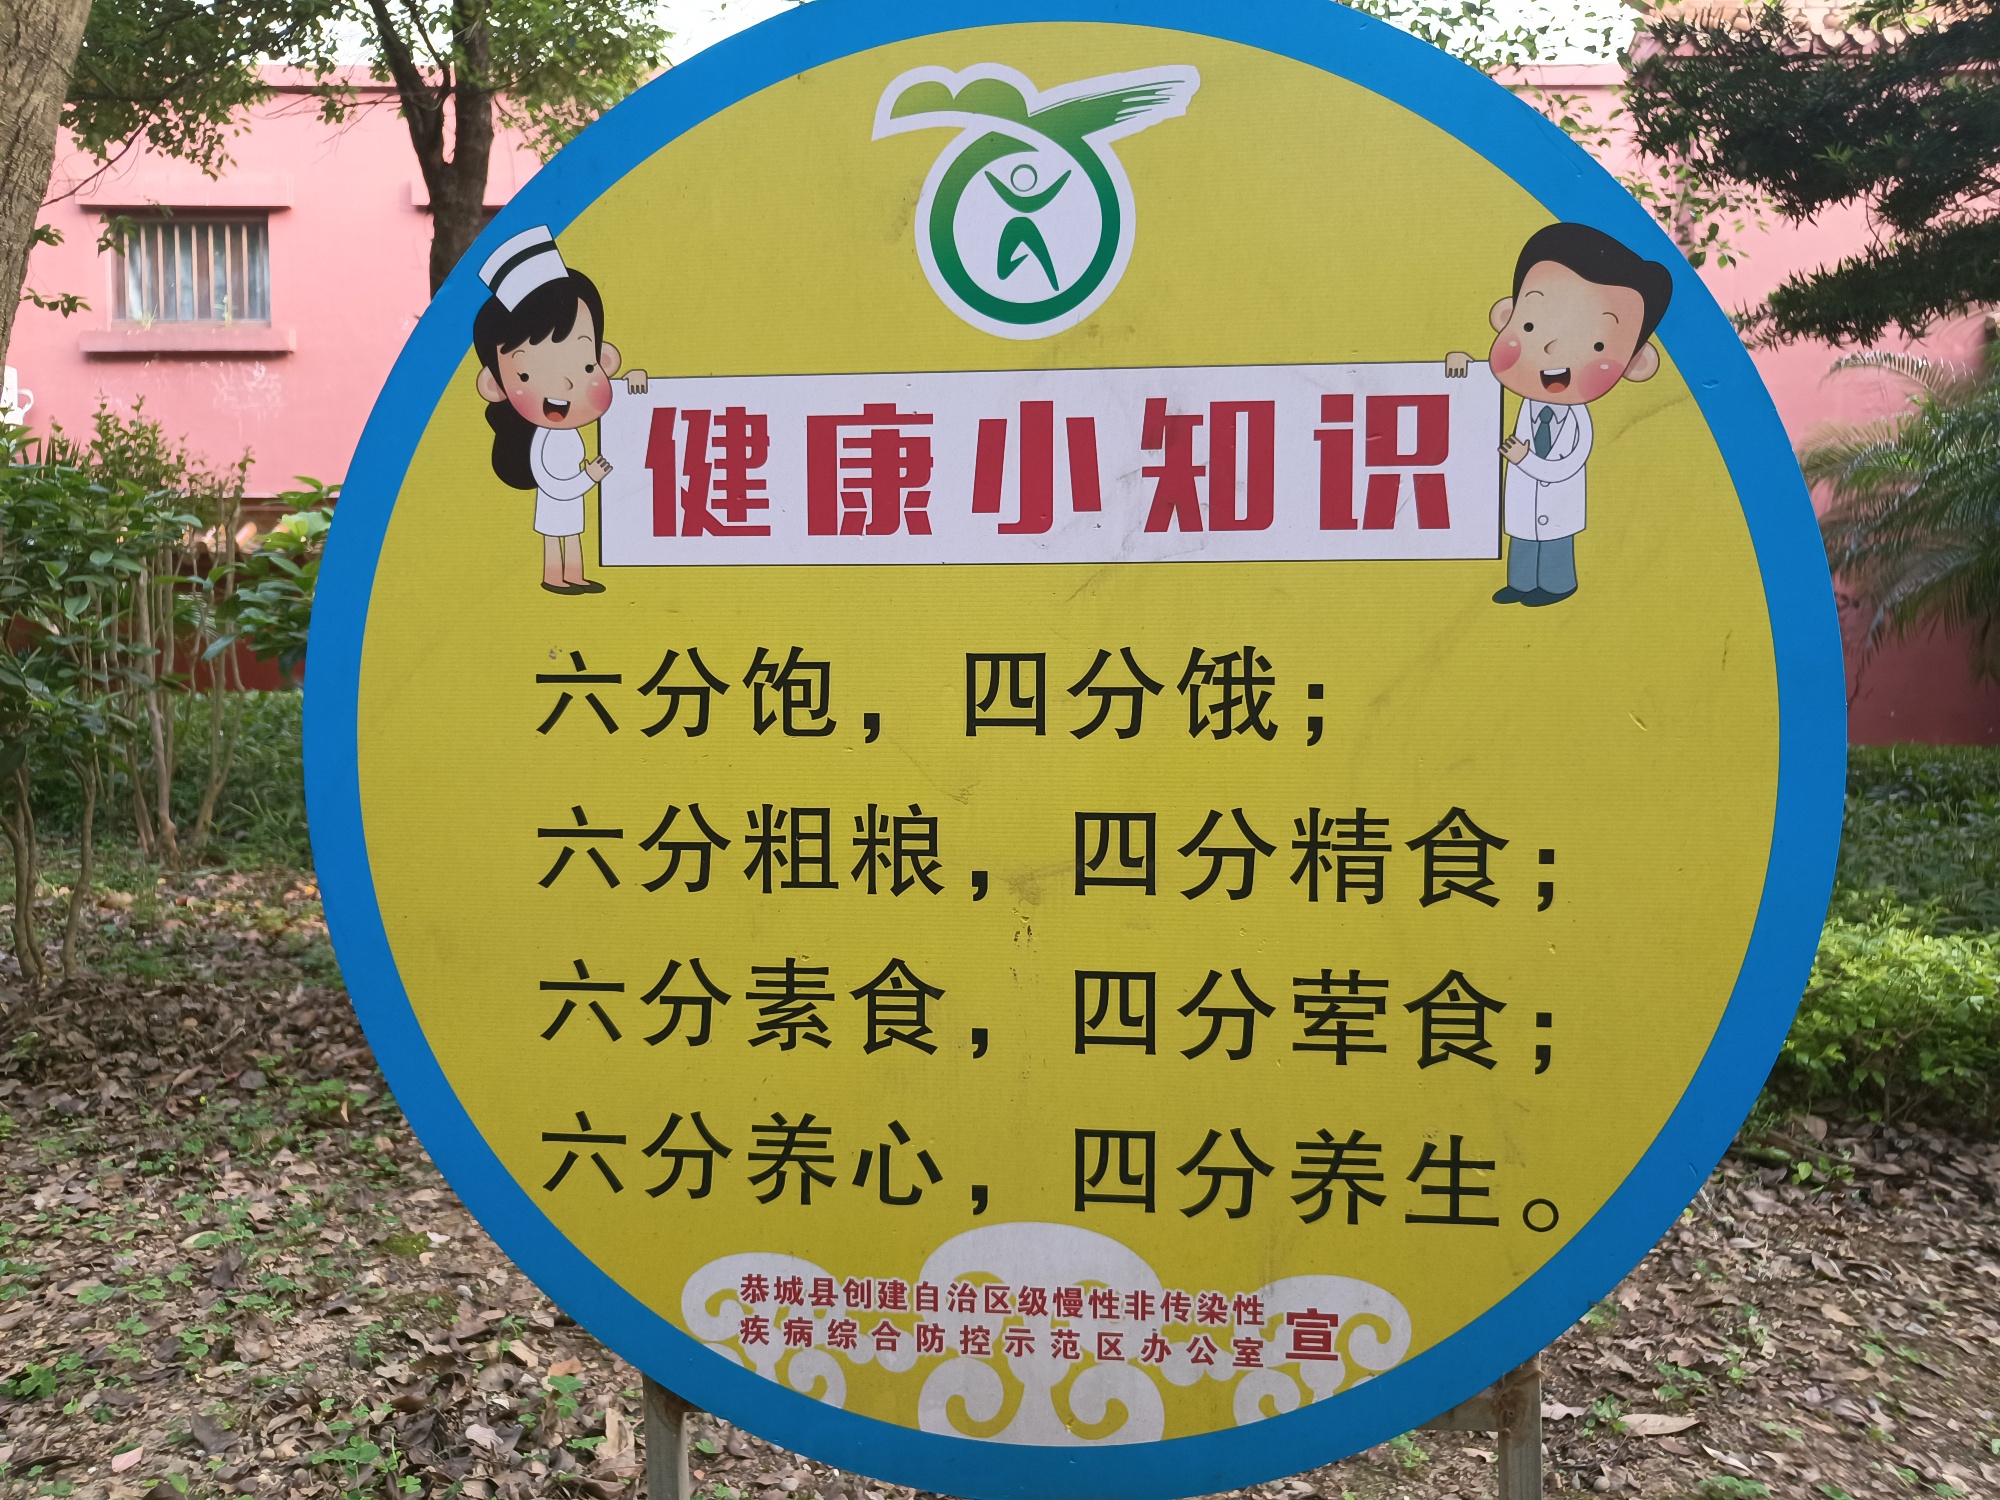 健康小知识
六分饱，四分饿；
六分粗粮，四分精食；
六分素食，四分荤食；
六分养心，四分养生。
恭城县创建自治区级慢性非传染性
疾病综合防控示范区办公室 宣